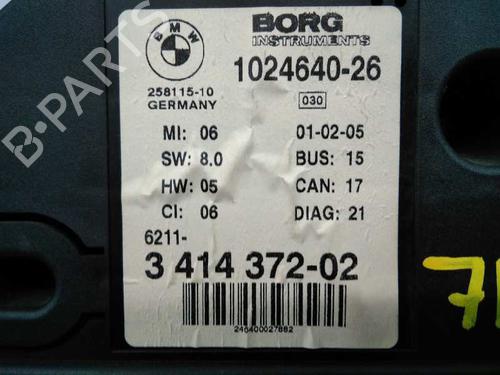 BMW
BORG
INSTRUMENTS
258115-10
GERMANY
1024640-26
030
MI: 06
01-02-05
SW: 8.0
BUS: 15
HW: 05
CAN: 17
CI: 06
DIAG: 21
6211-
3 414 372-02
246400027882
B-PARTS